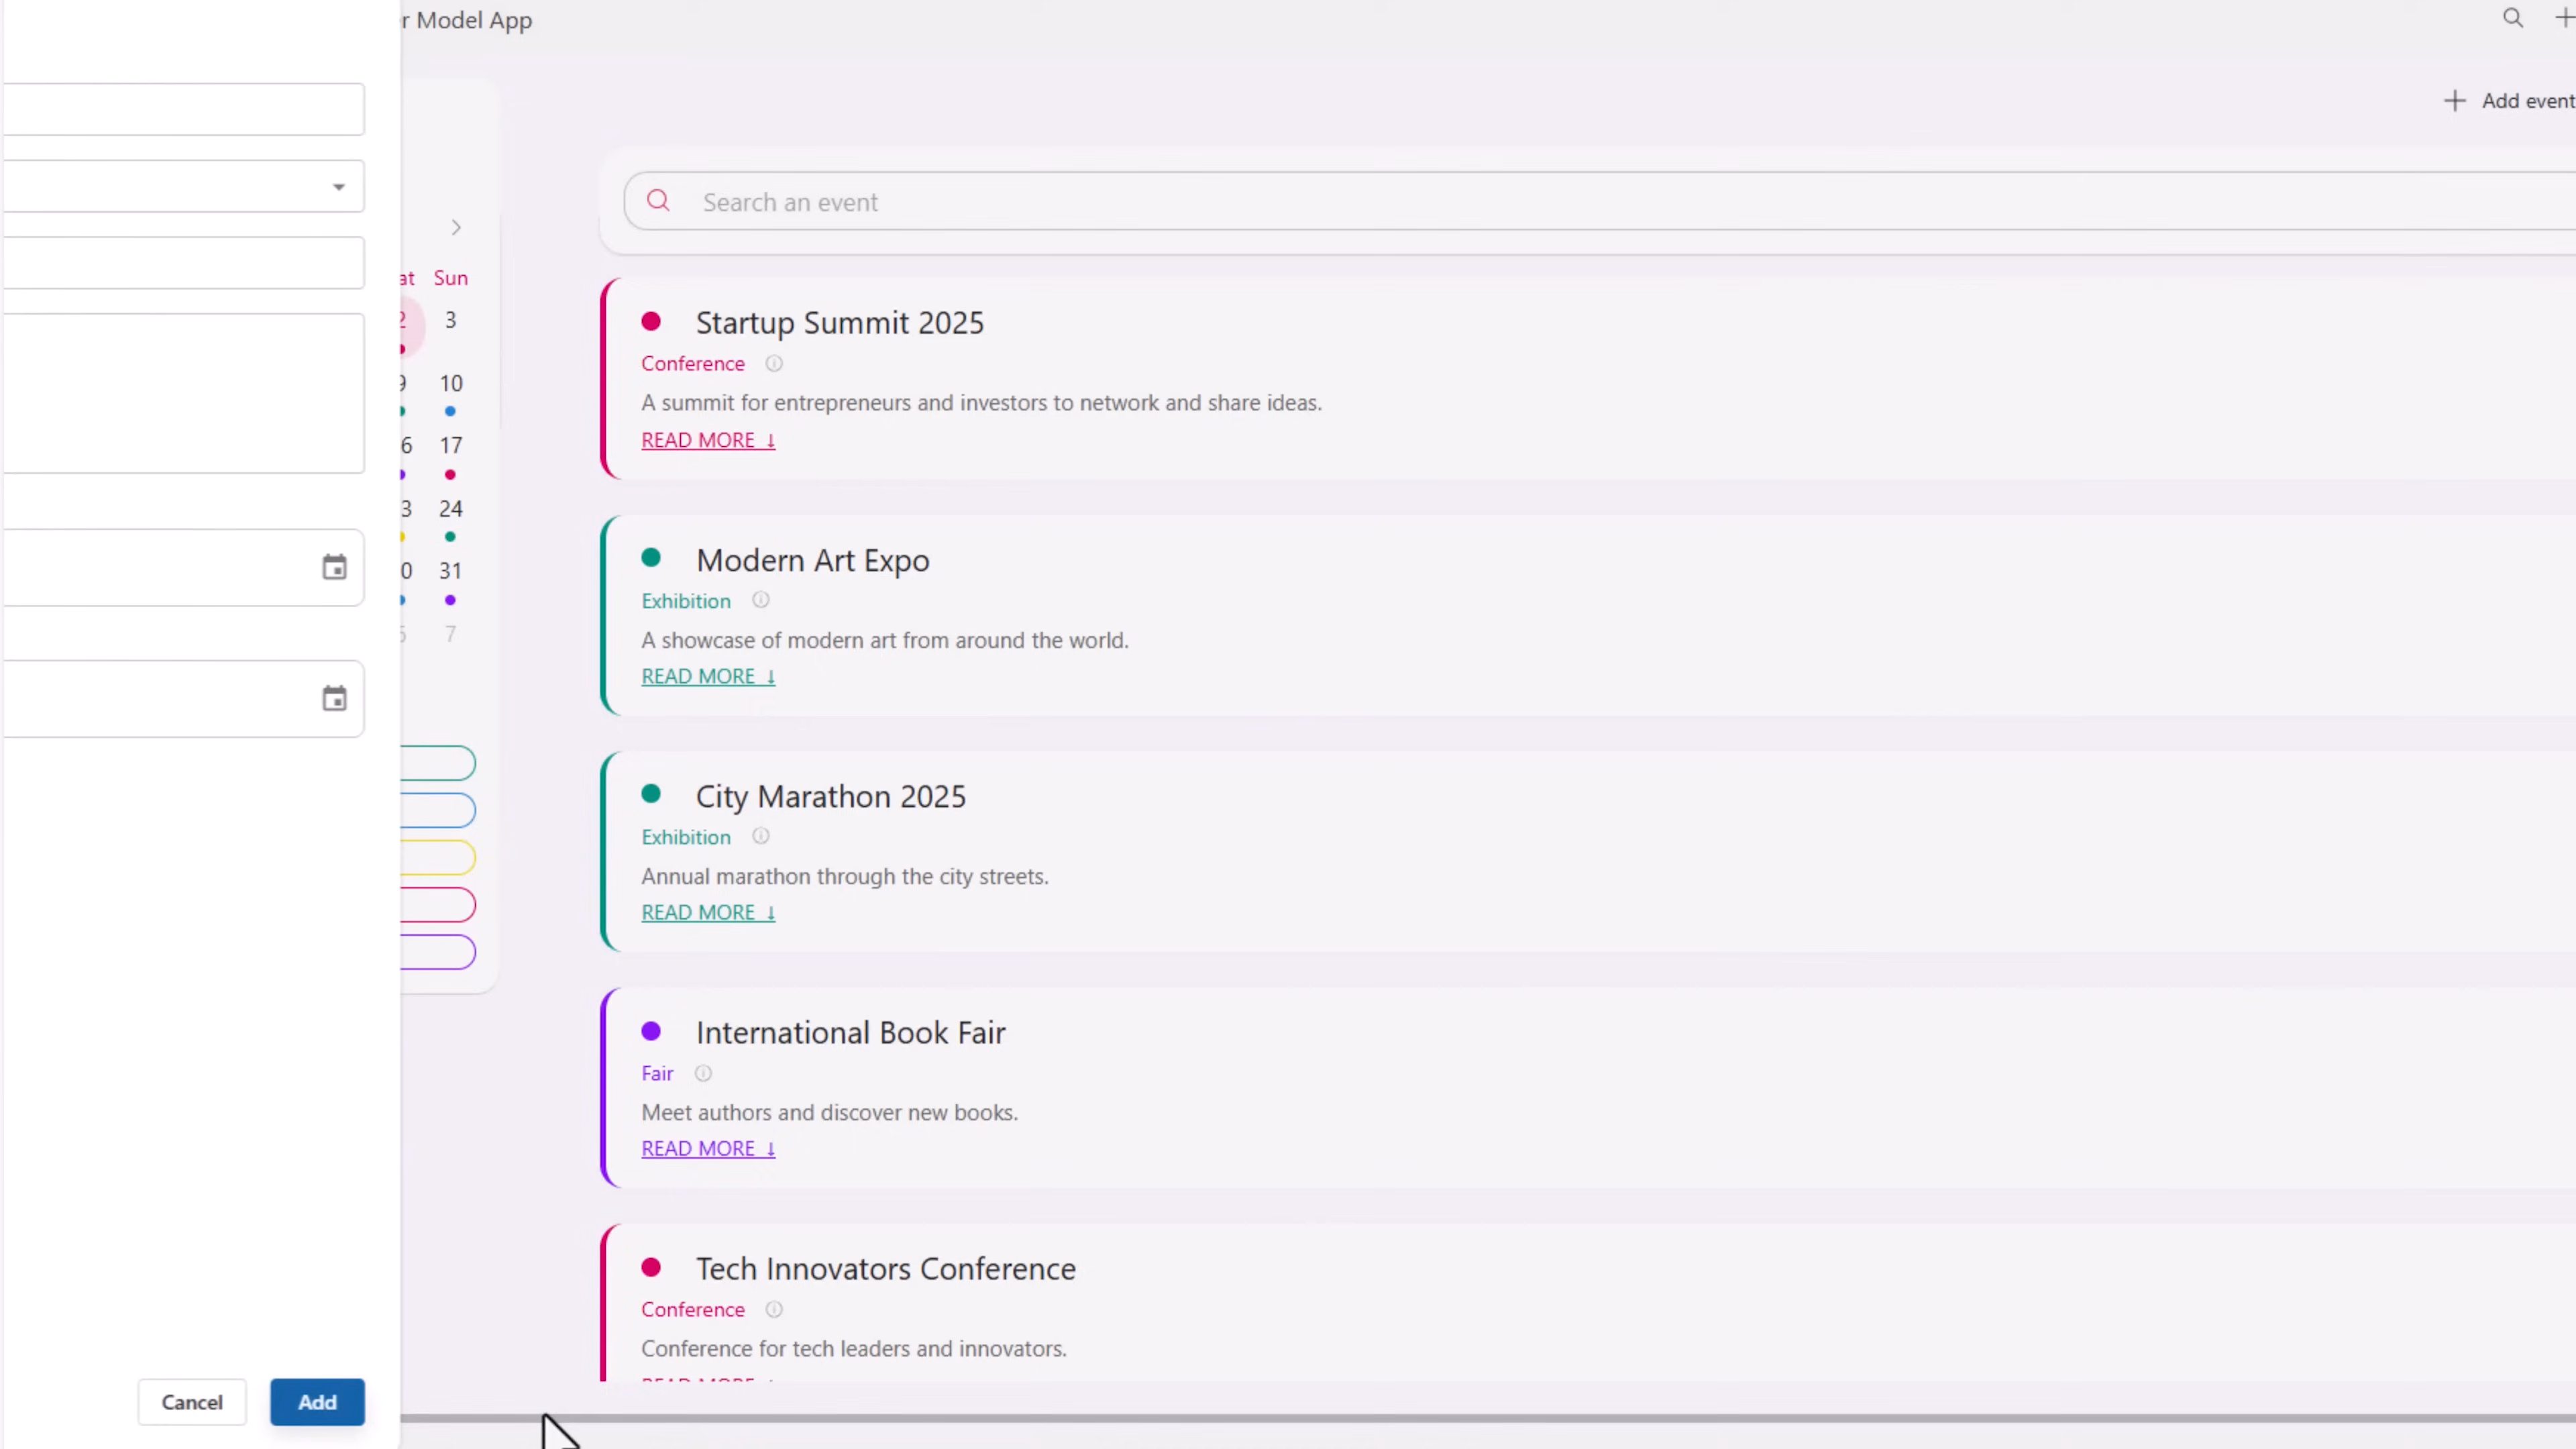 r Model App
Add event
Search an event
at Sun
2 3
9 10
6 17
3 24
0 31
7
Startup Summit 2025
Conference
A summit for entrepreneurs and investors to network and share ideas.
READ MORE ↓
Modern Art Expo
Exhibition
A showcase of modern art from around the world.
READ MORE ↓
City Marathon 2025
Exhibition
Annual marathon through the city streets.
READ MORE ↓
International Book Fair
Fair
Meet authors and discover new books.
READ MORE ↓
Tech Innovators Conference
Conference
Conference for tech leaders and innovators.
READ MORE
Cancel Add